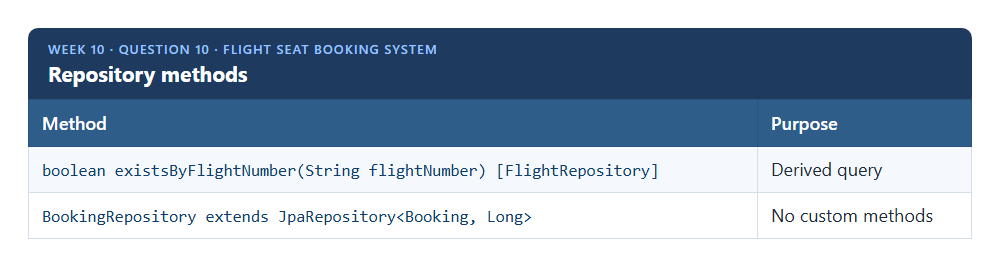 WEEK 10 · QUESTION 10 · FLIGHT SEAT BOOKING SYSTEM
Repository methods
Method Purpose
boolean existsByFlightNumber(String flightNumber) [FlightRepository] Derived query
BookingRepository extends JpaRepository<Booking, Long> No custom methods